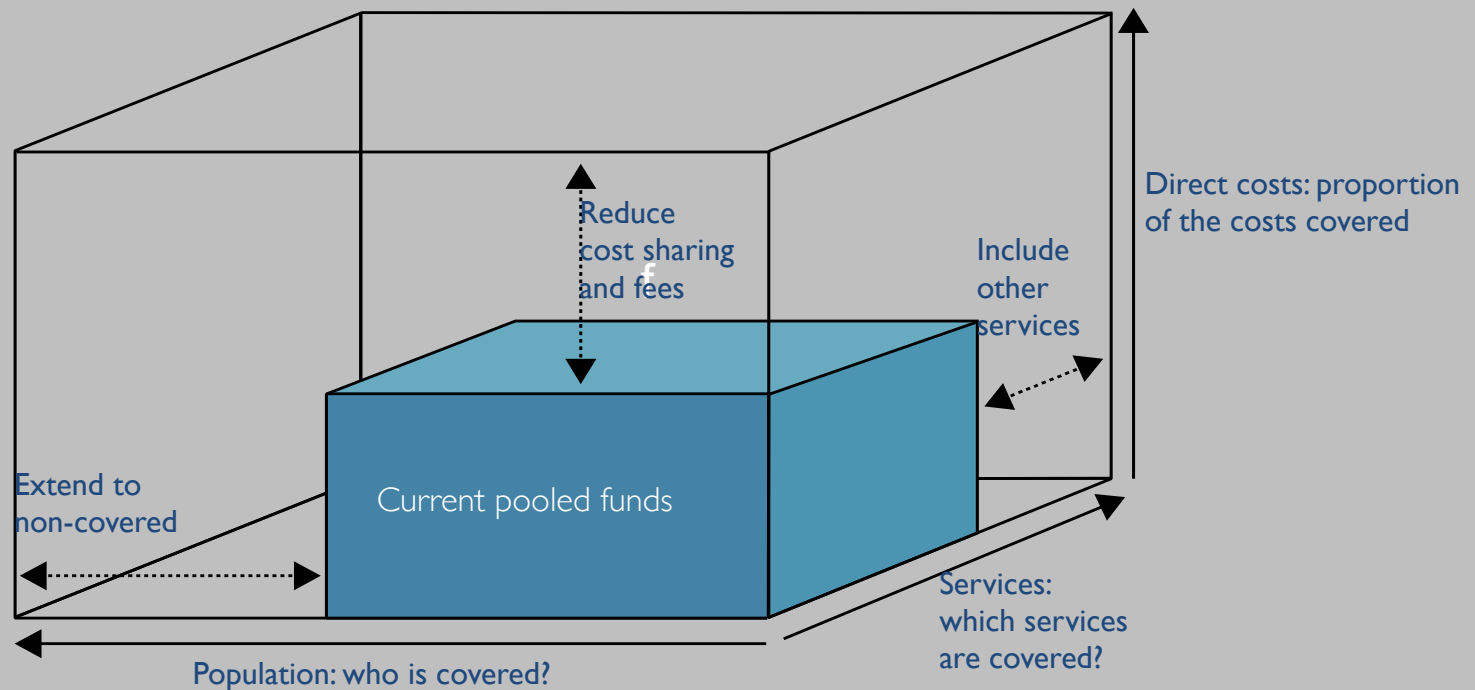 Direct costs: proportion
of the costs covered
Reduce
cost sharing
and fees
f
Include
other
services
Extend to
non-covered
Current pooled funds
Services:
which services
are covered?
Population: who is covered?